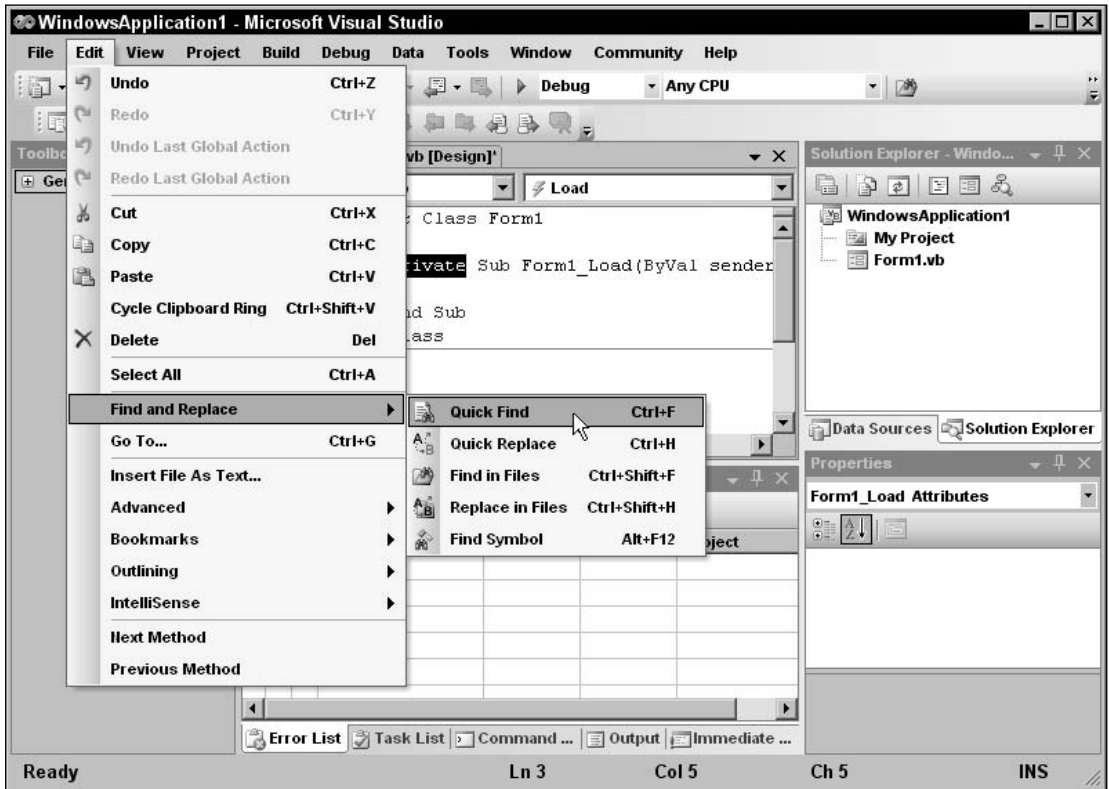 WindowsApplication1 - Microsoft Visual Studio
File Edit View Project Build Debug Data Tools Window Community Help
Debug Any CPU
Undo Ctrl+Z
Redo Ctrl+Y
Undo Last Global Action
Redo Last Global Action
Cut Ctrl+X
Copy Ctrl+C
Paste Ctrl+V
Cycle Clipboard Ring Ctrl+Shift+V
Delete Del
Select All Ctrl+A
Find and Replace
Go To... Ctrl+G
Insert File As Text...
Advanced
Bookmarks
Outlining
IntelliSense
Next Method
Previous Method
Quick Find Ctrl+F
Quick Replace Ctrl+H
Find in Files Ctrl+Shift+F
Replace in Files Ctrl+Shift+H
Find Symbol Alt+F12
Toolbo
Ge
vb [Design]*
Load
Class Form1
ivate Sub Form1_Load(ByVal sender
nd Sub
ass
oject
Error List Task List Command ... Output Immediate ...
Solution Explorer - Windo...
WindowsApplication1
My Project
Form1.vb
Data Sources Solution Explorer
Properties
Form1_Load Attributes
Ready Ln 3 Col 5 Ch 5 INS